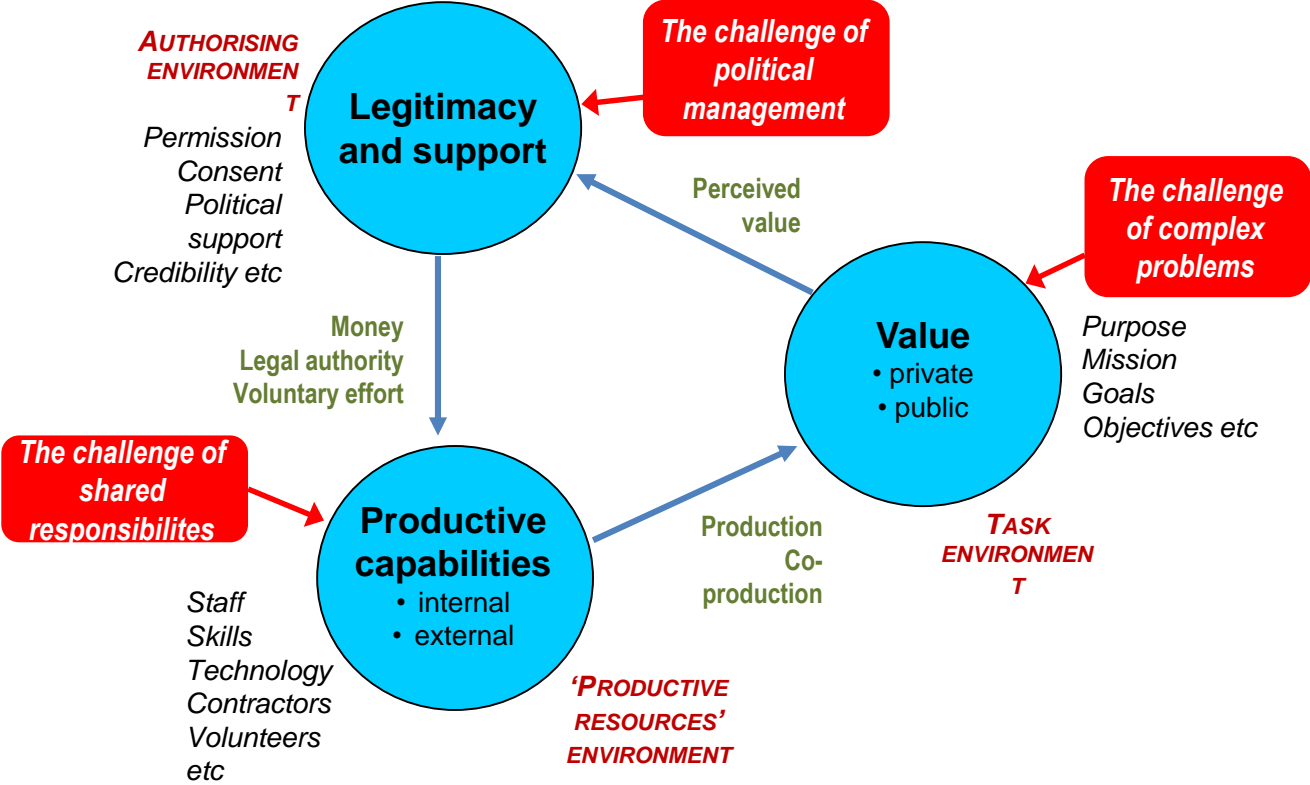 AUTHORISING
ENVIRONMEN
T
Permission
Consent
Political
support
Credibility etc
Legitimacy
and support
The challenge of
political
management
Perceived
value
The challenge
of complex
problems
Money
Legal authority
Voluntary effort
Value
• private
• public
Purpose
Mission
Goals
Objectives etc
The challenge of
shared
responsibilites
Productive
capabilities
• internal
• external
Production
Co-
production
TASK
ENVIRONMEN
T
Staff
Skills
Technology
Contractors
Volunteers
etc
‘PRODUCTIVE
RESOURCES’
ENVIRONMENT